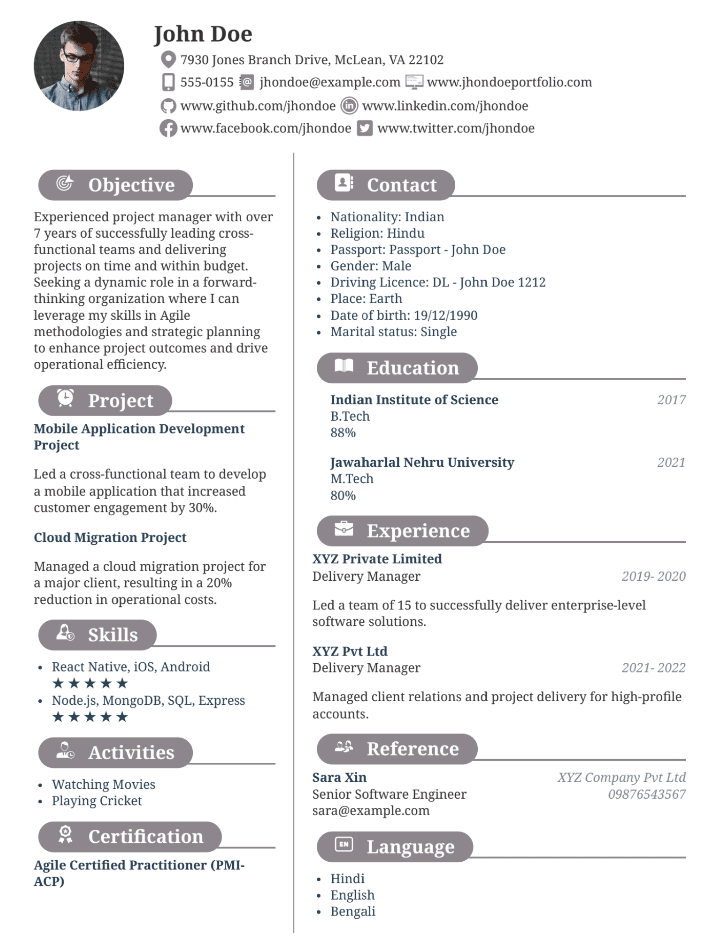 John Doe
7930 Jones Branch Drive, McLean, VA 22102
555-0155 jhondoe@example.com www.jhondoeportfolio.com
www.github.com/jhondoe www.linkedin.com/jhondoe
www.facebook.com/jhondoe www.twitter.com/jhondoe
Objective
Experienced project manager with over
7 years of successfully leading cross-
functional teams and delivering
projects on time and within budget.
Seeking a dynamic role in a forward-
thinking organization where I can
leverage my skills in Agile
methodologies and strategic planning
to enhance project outcomes and drive
operational efficiency.
Project
Mobile Application Development
Project
Led a cross-functional team to develop
a mobile application that increased
customer engagement by 30%.
Cloud Migration Project
Managed a cloud migration project for
a major client, resulting in a 20%
reduction in operational costs.
Skills
• React Native, iOS, Android
★ ★ ★ ★ ★
• Node.js, MongoDB, SQL, Express
★ ★ ★ ★ ★
Activities
• Watching Movies
• Playing Cricket
Certification
Agile Certified Practitioner (PMI-
ACP)
Contact
• Nationality: Indian
• Religion: Hindu
• Passport: Passport - John Doe
• Gender: Male
• Driving Licence: DL - John Doe 1212
• Place: Earth
• Date of birth: 19/12/1990
• Marital status: Single
Education
Indian Institute of Science 2017
B.Tech
88%
Jawaharlal Nehru University 2021
M.Tech
80%
Experience
XYZ Private Limited
Delivery Manager 2019- 2020
Led a team of 15 to successfully deliver enterprise-level
software solutions.
XYZ Pvt Ltd
Delivery Manager 2021- 2022
Managed client relations and project delivery for high-profile
accounts.
Reference
Sara Xin XYZ Company Pvt Ltd
Senior Software Engineer 09876543567
sara@example.com
EN Language
• Hindi
• English
• Bengali